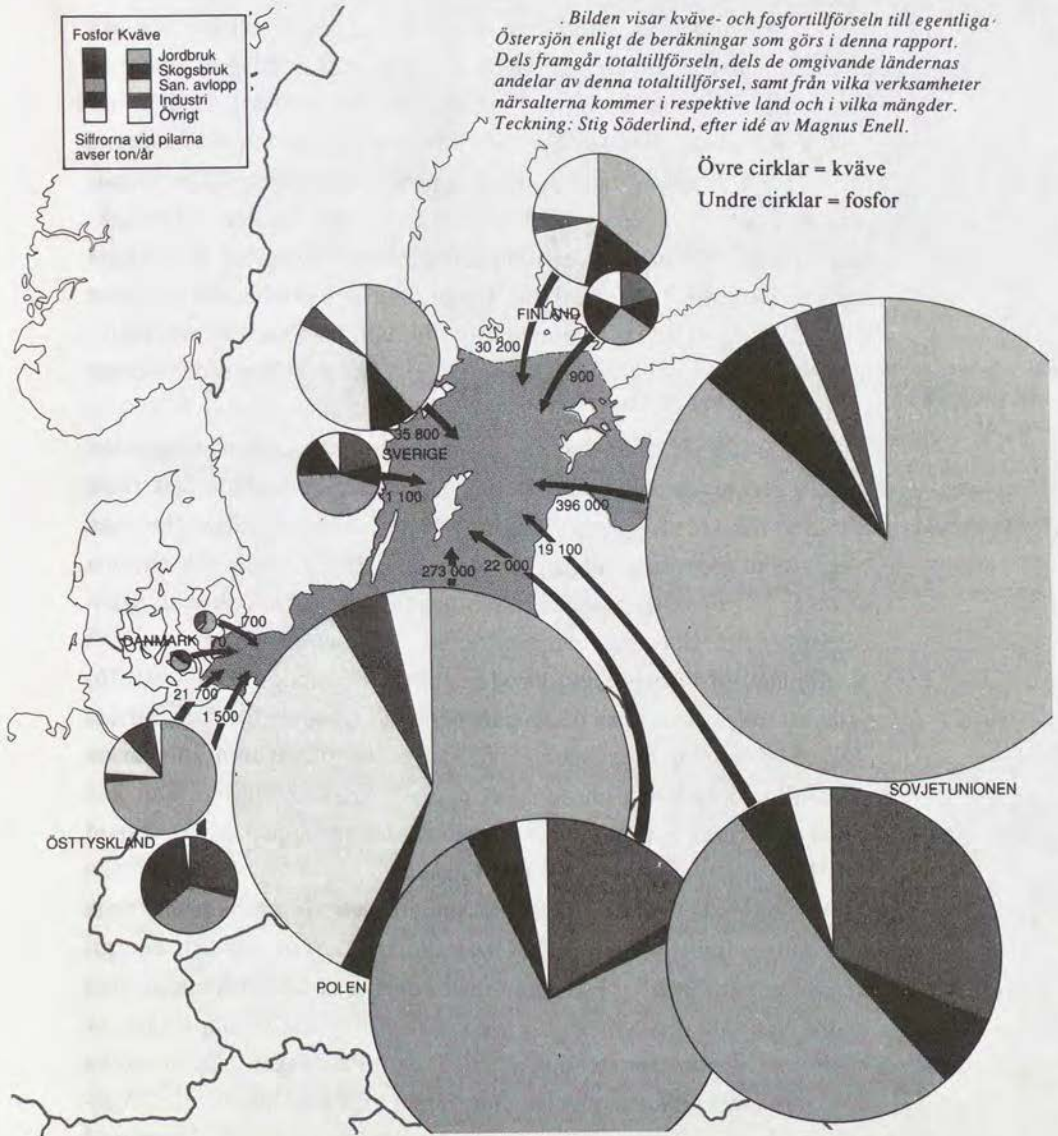 . Bilden visar kväve- och fosfortillförseln till egentliga
Östersjön enligt de beräkningar som görs i denna rapport.
Dels framgår totaltillförseln, dels de omgivande ländernas
andelar av denna totaltillförsel, samt från vilka verksamheter
närsalterna kommer i respektive land och i vilka mängder.
Teckning: Stig Söderlind, efter idé av Magnus Enell.
Fosfor Kväve
Jordbruk
Skogsbruk
San. avlopp
Industri
Övrigt
Siffrorna vid pilarna
avser ton/år
Övre cirklar = kväve
Undre cirklar = fosfor
FINLAND
30 200
900
35 800
SVERIGE
1 100
396 000
19 100
273 000
22 000
700
DANMARK
70
21 700
1 500
SOVJETUNIONEN
ÖSTTYSKLAND
POLEN